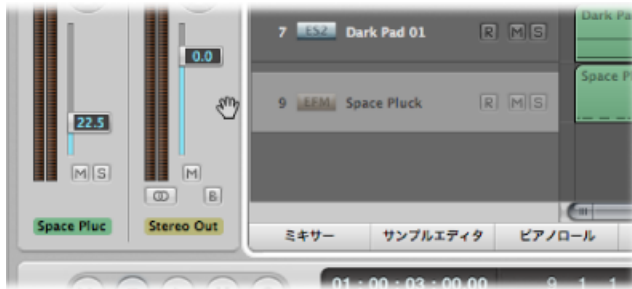 7 ES2 Dark Pad 01 R M S
Dark Pa
0.0
9 EFM Space Pluck R M S
Space P
22.5
M S
M
B
Space Pluc
Stereo Out
ミキサー サンプルエディタ ピアノロール
01:00:03:00.00 9 1 1